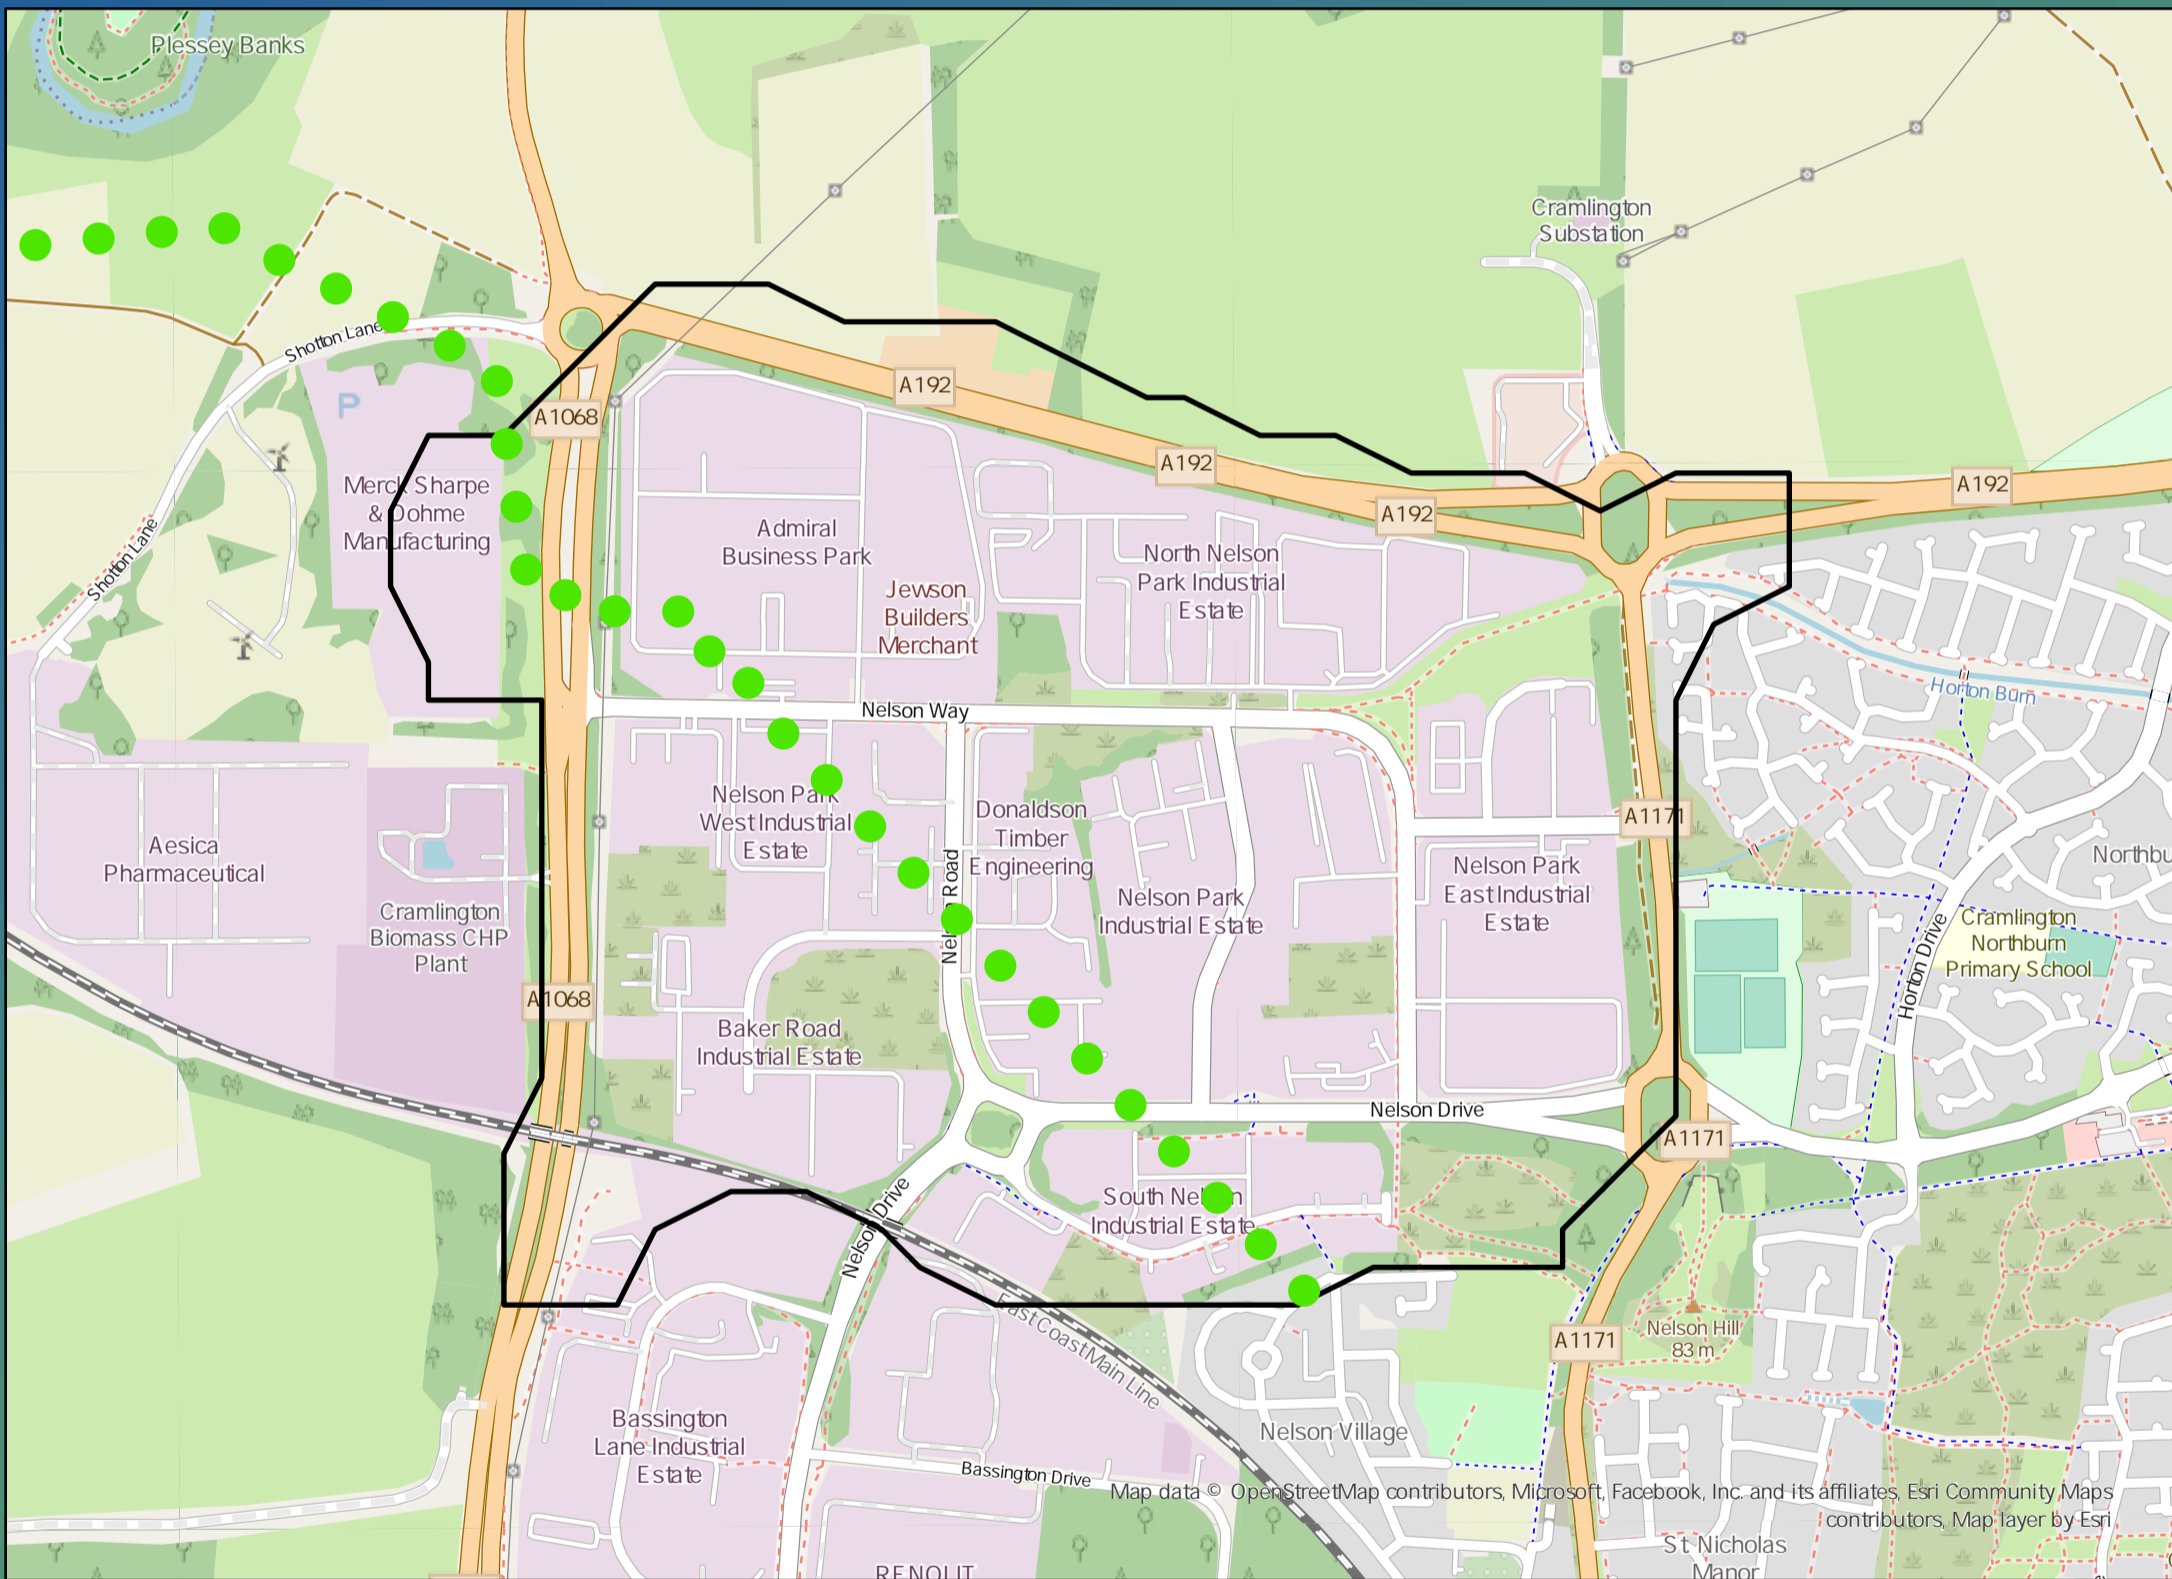 Plessey Banks
Cramlington
Substation
Shotton Lane
A192
A1068
P
A192
Merck Sharpe
& Dohme
Manufacturing
A192
A192
Admiral
Business Park
North Nelson
Park Industrial
Estate
Shotton Lane
Jewson
Builders
Merchant
Horton Burn
Nelson Way
Nelson Park
West Industrial
Estate
Donaldson
Timber
Engineering
A1171
Aesica
Pharmaceutical
Northbu
Nelson Road
Nelson Park
East Industrial
Estate
Nelson Park
Industrial Estate
Cramlington
Biomass CHP
Plant
Cramlington
Northburn
Primary School
Horton Drive
A1068
Baker Road
Industrial Estate
Nelson Drive
A1171
South Nelson
Industrial Estate
Nelson Drive
East Coast Main Line
Nelson Hill
83 m
A1171
Bassington
Lane Industrial
Estate
Nelson Village
Bassington Drive
Map data © OpenStreetMap contributors, Microsoft, Facebook, Inc. and its affiliates, Esri Community Maps
contributors, Map layer by Esri
St. Nicholas
Manor
RENOLIT